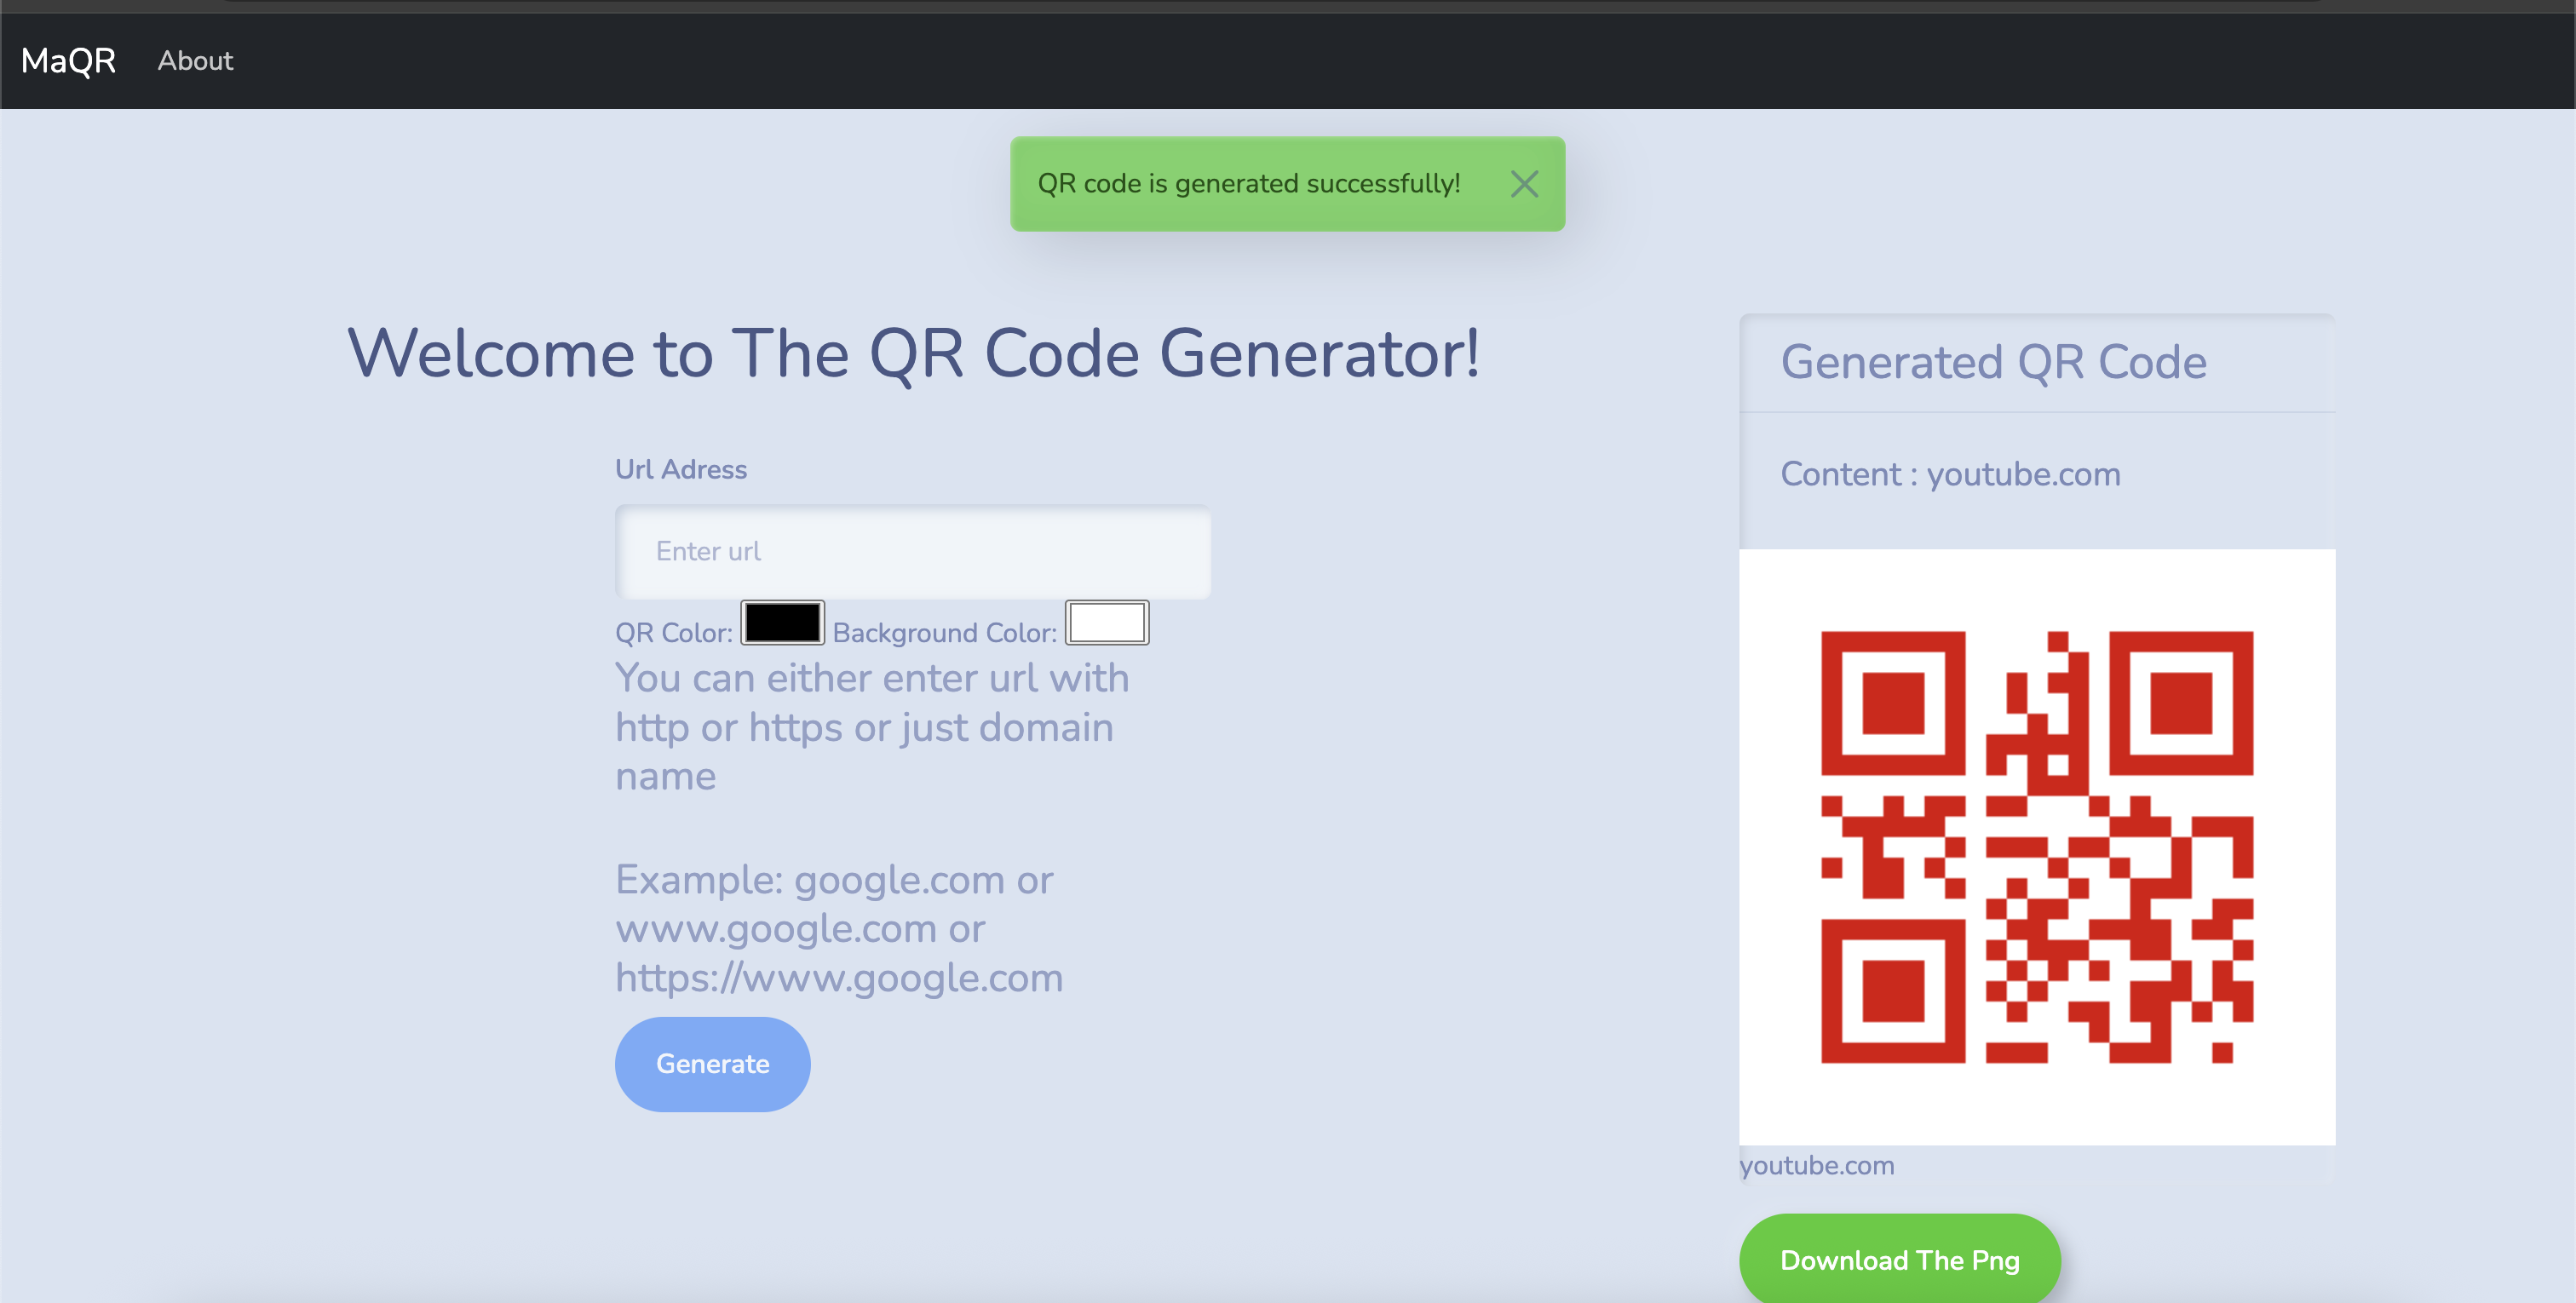 MaQR About
QR code is generated successfully!
Welcome to The QR Code Generator!
Url Adress
Enter url
QR Color: Background Color:
You can either enter url with
http or https or just domain
name
Example: google.com or
www.google.com or
https://www.google.com
Generate
Generated QR Code
Content : youtube.com
youtube.com
Download The Png